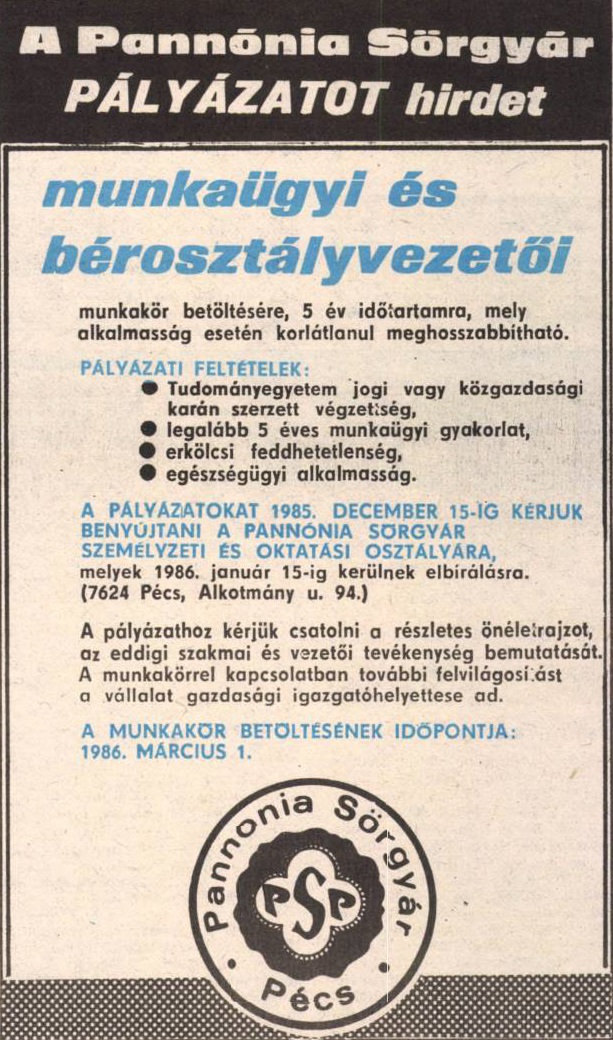 A Pannónia Sörgyár
PÁLYÁZATOT hirdet
munkaügyi és
bérosztályvezetői
munkakör betöltésére, 5 év időtartamra, mely
alkalmasság esetén korlátlanul meghosszabbítható.
PÁLYÁZATI FELTÉTELEK:
● Tudományegyetem jogi vagy közgazdasági
karán szerzett végzettség,
● legalább 5 éves munkaügyi gyakorlat,
● erkölcsi feddhetetlenség,
● egészségügyi alkalmasság.
A PÁLYÁZATOKAT 1985. DECEMBER 15-IG KÉRJUK
BENYÚJTANI A PANNÓNIA SÖRGYÁR
SZEMÉLYZETI ÉS OKTATÁSI OSZTÁLYÁRA,
melyek 1986. január 15-ig kerülnek elbírálásra.
(7624 Pécs, Alkotmány u. 94.)
A pályázathoz kérjük csatolni a részletes önéletrajzot,
az eddigi szakmai és vezetői tevékenység bemutatását.
A munkakörrel kapcsolatban további felvilágosítást
a vállalat gazdasági igazgatóhelyettese ad.
A MUNKAKÖR BETÖLTÉSÉNEK IDŐPONTJA:
1986. MÁRCIUS 1.
Pannonia Sörgyár
PSP
Pécs